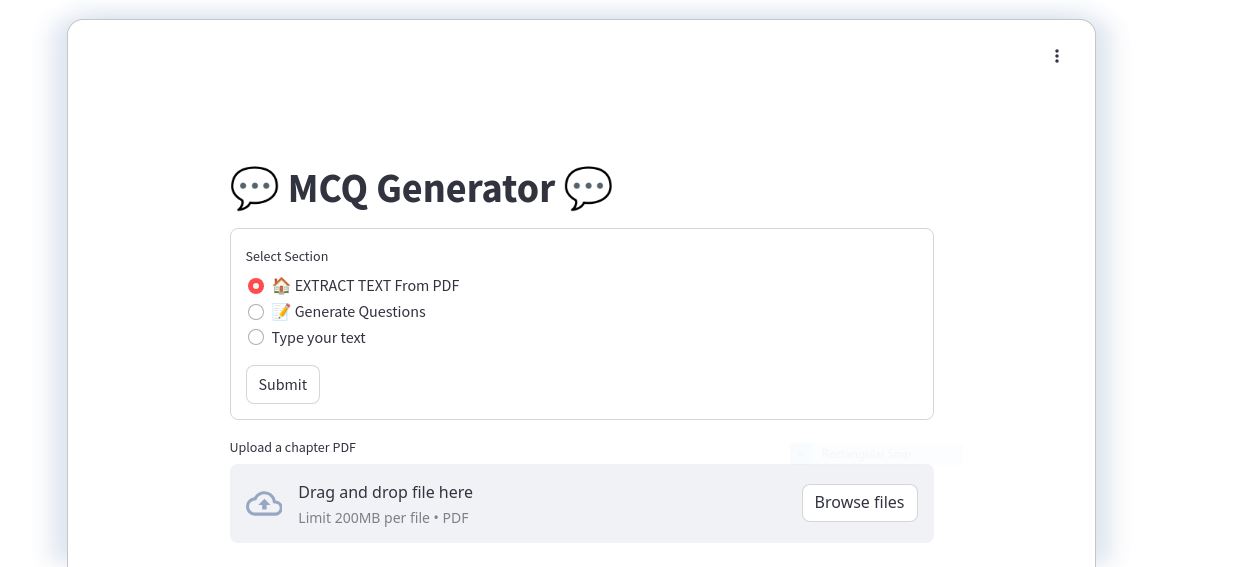 💬 MCQ Generator 💬
Select Section
🏠 EXTRACT TEXT From PDF
📝 Generate Questions
Type your text
Submit
Upload a chapter PDF
Rectangular Snip
Drag and drop file here
Limit 200MB per file • PDF
Browse files